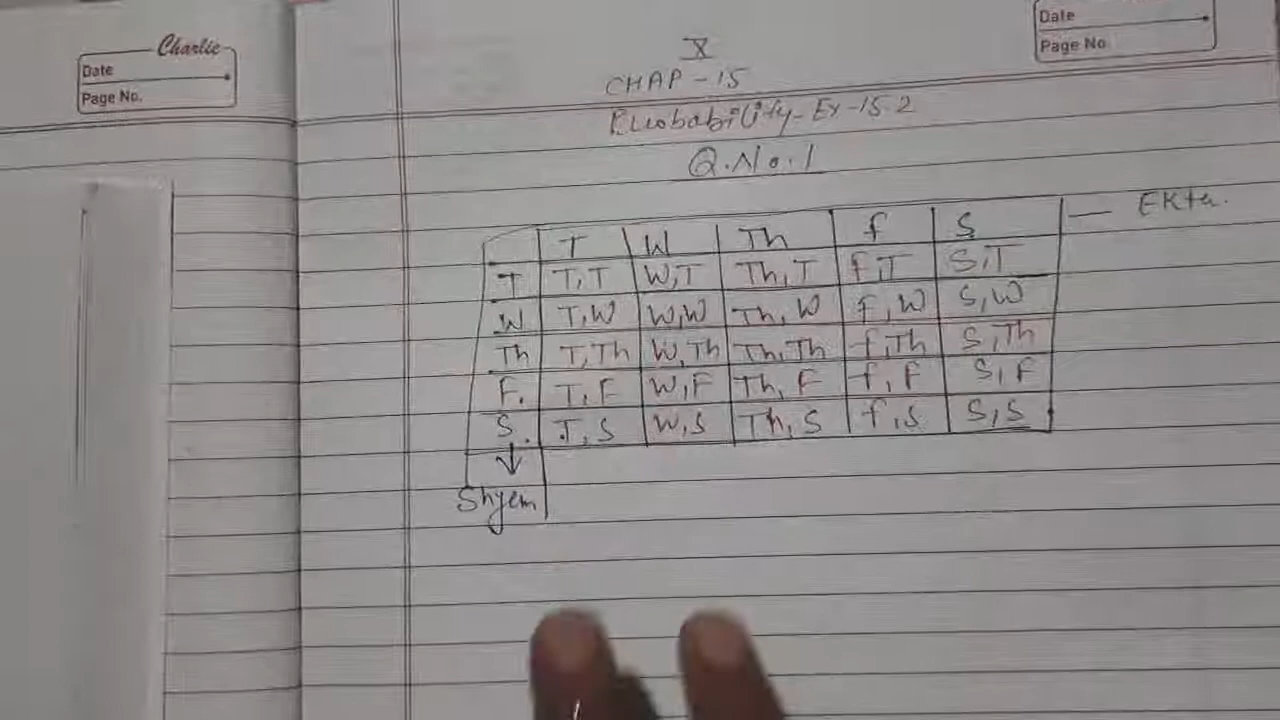 Charlie
Date
Page No.
Date
Page No.
X
CHAP - 15
Probability - Ex - 15.2
Q. No. 1
T W Th f S — Ekta.
T T,T W,T Th,T f,T S,T
W T,W W,W Th,W f,W S,W
Th T,Th W,Th Th,Th f,Th S,Th
F. T,F W,F Th,F f,F S,F
S. T,S W,S Th,S f,S S,S
↓
Shyem